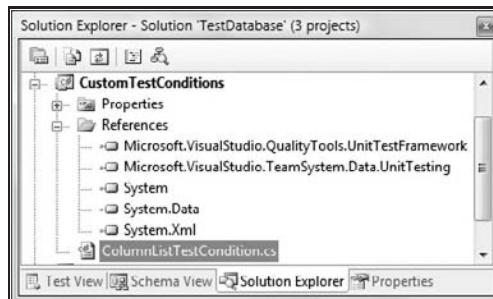 Solution Explorer - Solution 'TestDatabase' (3 projects)
CustomTestConditions
Properties
References
Microsoft.VisualStudio.QualityTools.UnitTestFramework
Microsoft.VisualStudio.TeamSystem.Data.UnitTesting
System
System.Data
System.Xml
ColumnListTestCondition.cs
Test View Schema View Solution Explorer Properties